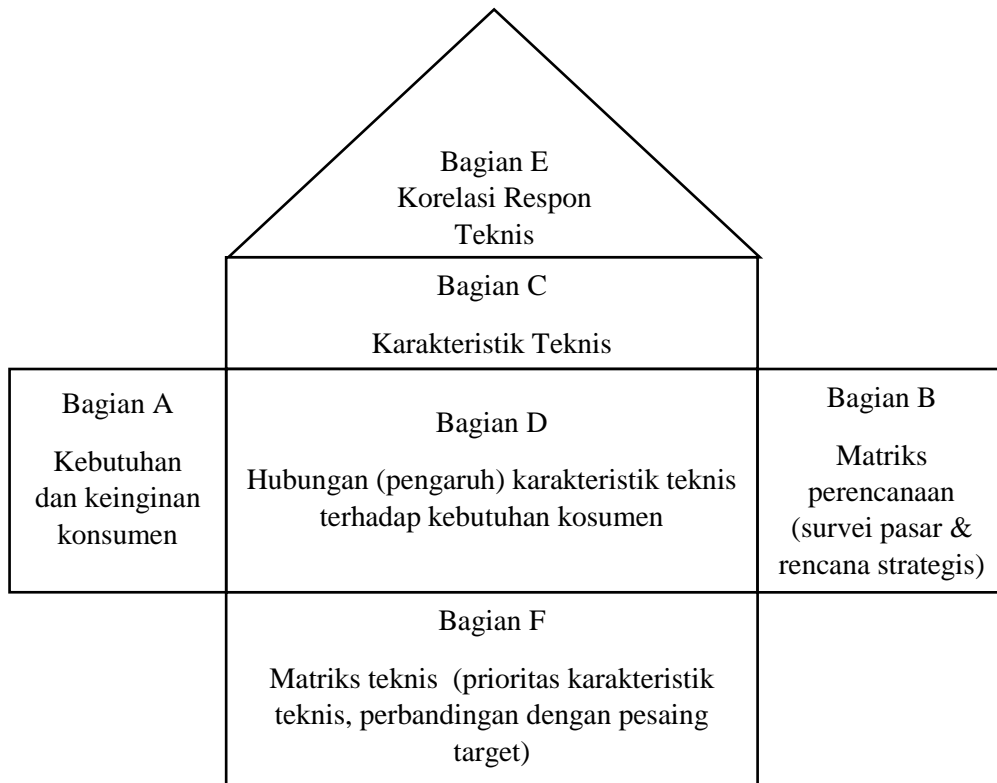 Bagian E
Korelasi Respon
Teknis
Bagian C
Karakteristik Teknis
Bagian A
Kebutuhan
dan keinginan
konsumen
Bagian D
Hubungan (pengaruh) karakteristik teknis
terhadap kebutuhan kosumen
Bagian B
Matriks
perencanaan
(survei pasar &
rencana strategis)
Bagian F
Matriks teknis (prioritas karakteristik
teknis, perbandingan dengan pesaing
target)